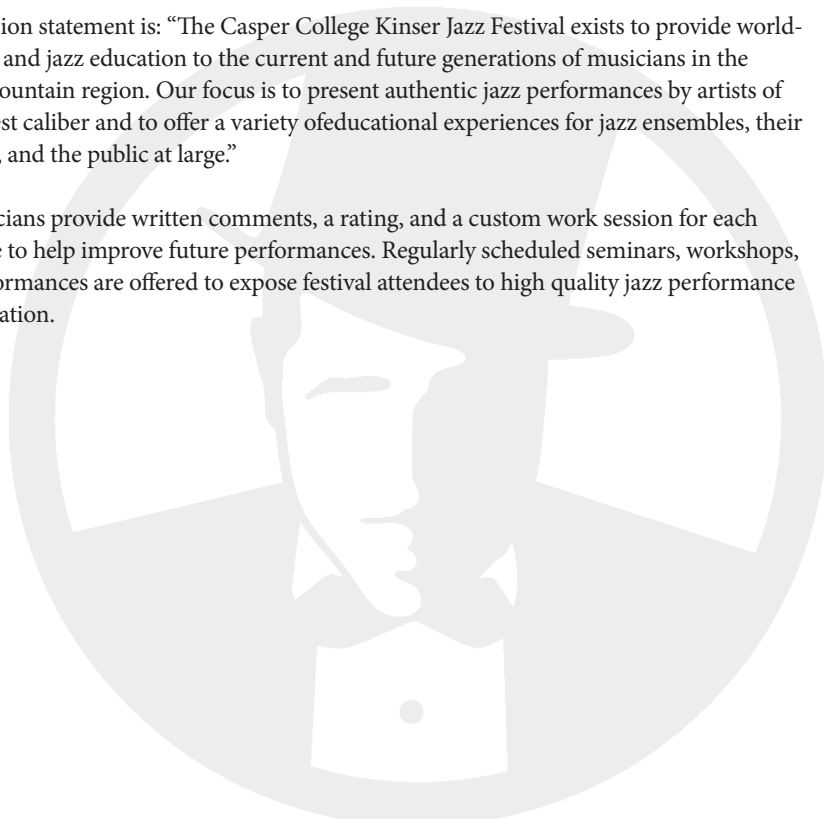 ion statement is: “The Casper College Kinser Jazz Festival exists to provide world-
and jazz education to the current and future generations of musicians in the
ountain region. Our focus is to present authentic jazz performances by artists of
est caliber and to offer a variety ofeducational experiences for jazz ensembles, their
, and the public at large.”
cians provide written comments, a rating, and a custom work session for each
e to help improve future performances. Regularly scheduled seminars, workshops,
ormances are offered to expose festival attendees to high quality jazz performance
ation.